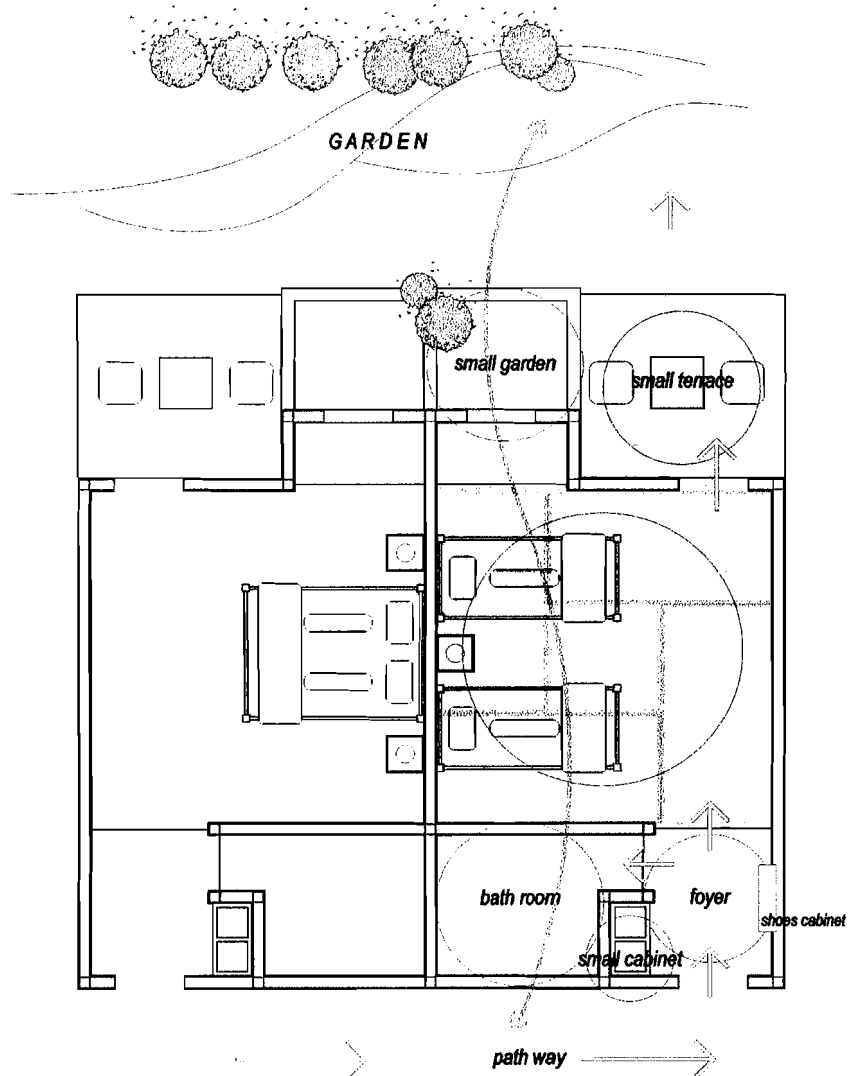 GARDEN
small garden
small terrace
bath room
foyer
shoes cabinet
small cabinet
path way